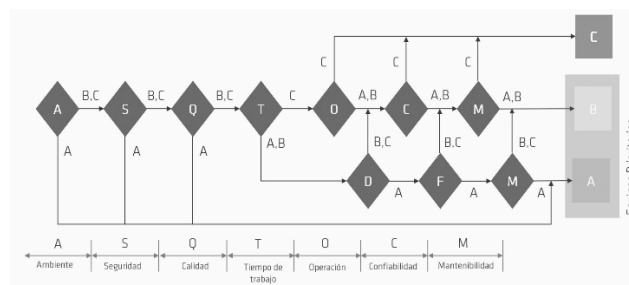 C
C C C
A B,C S B,C Q B,C T C O A,B C A,B M A,B B
A A A A,B B,C B,C B,C
D A F A M A A
A S Q T O C M
Ambiente Seguridad Calidad Tiempo de trabajo Operación Confiabilidad Mantenibilidad